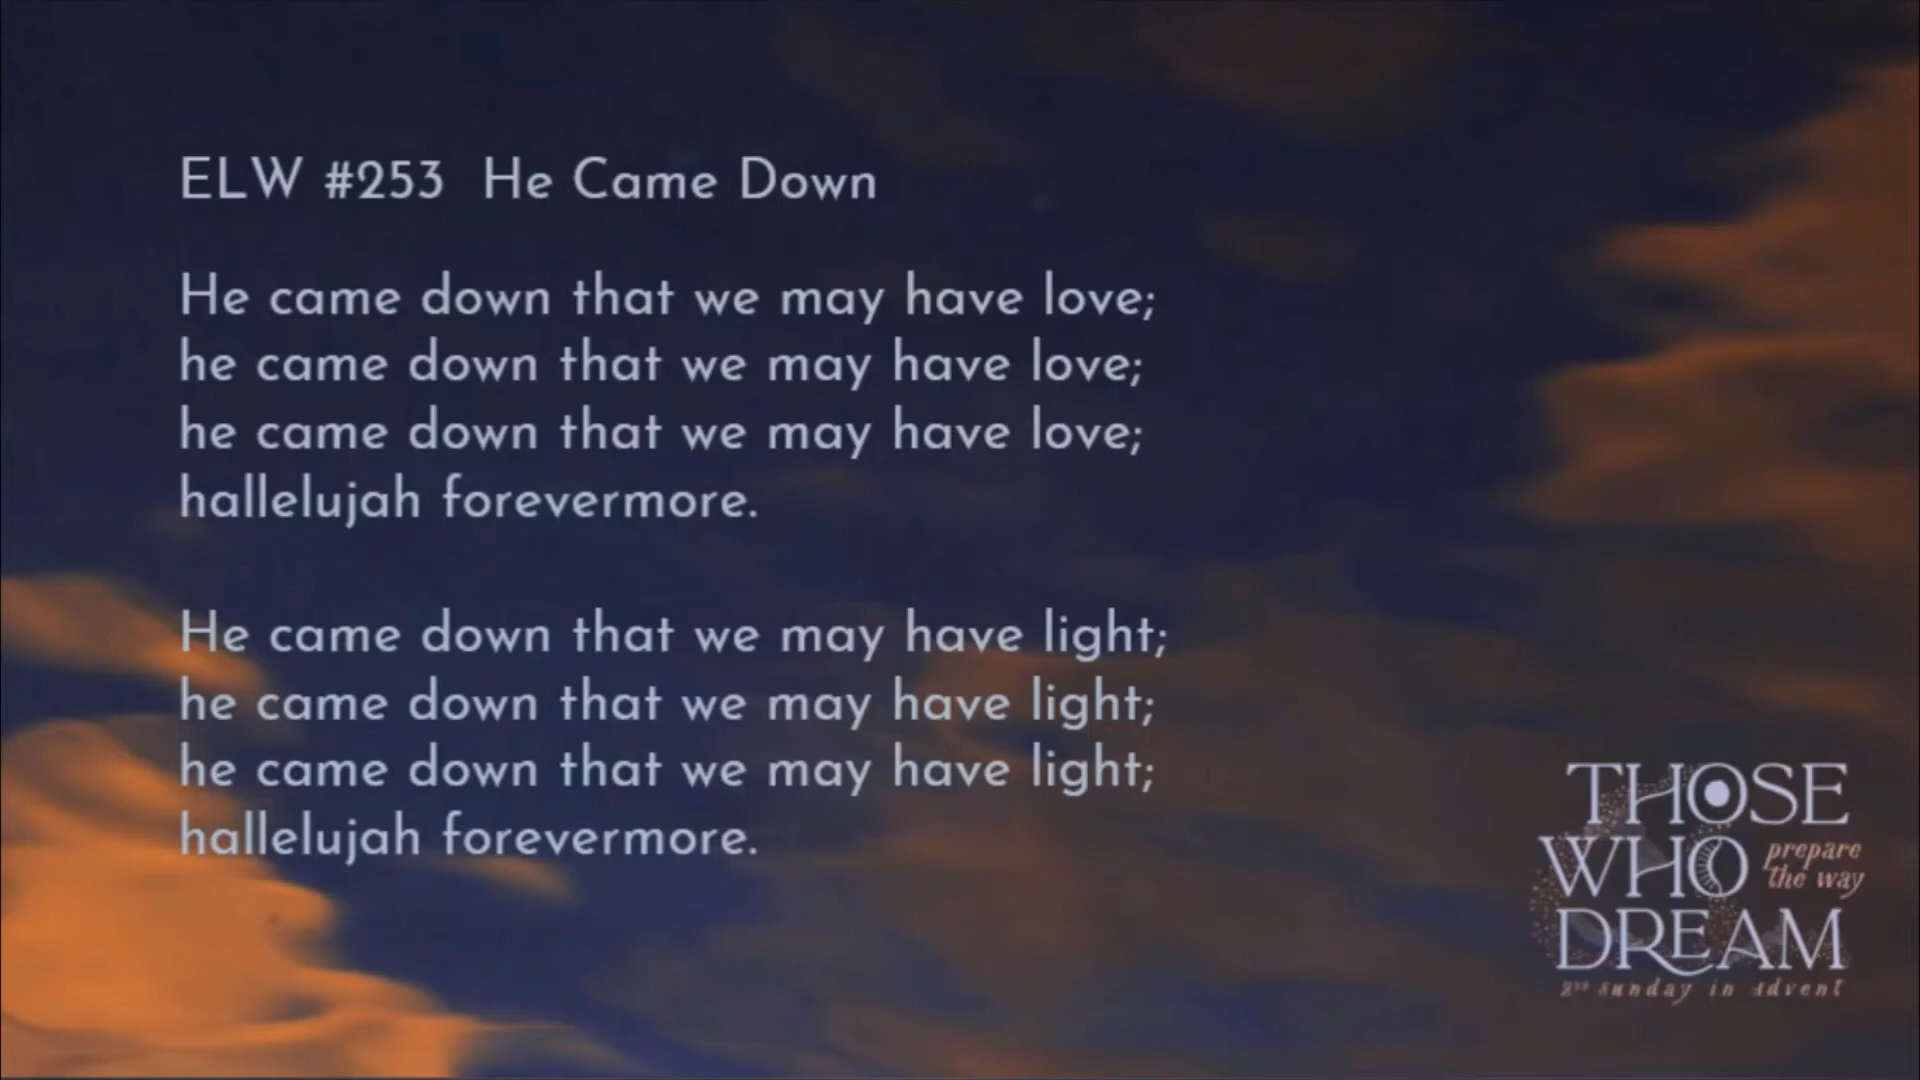 ELW #253 He Came Down
He came down that we may have love;
he came down that we may have love;
he came down that we may have love;
hallelujah forevermore.
He came down that we may have light;
he came down that we may have light;
he came down that we may have light;
hallelujah forevermore.
THOSE
WHO
prepare
the way
DREAM
2ND Sunday in Advent